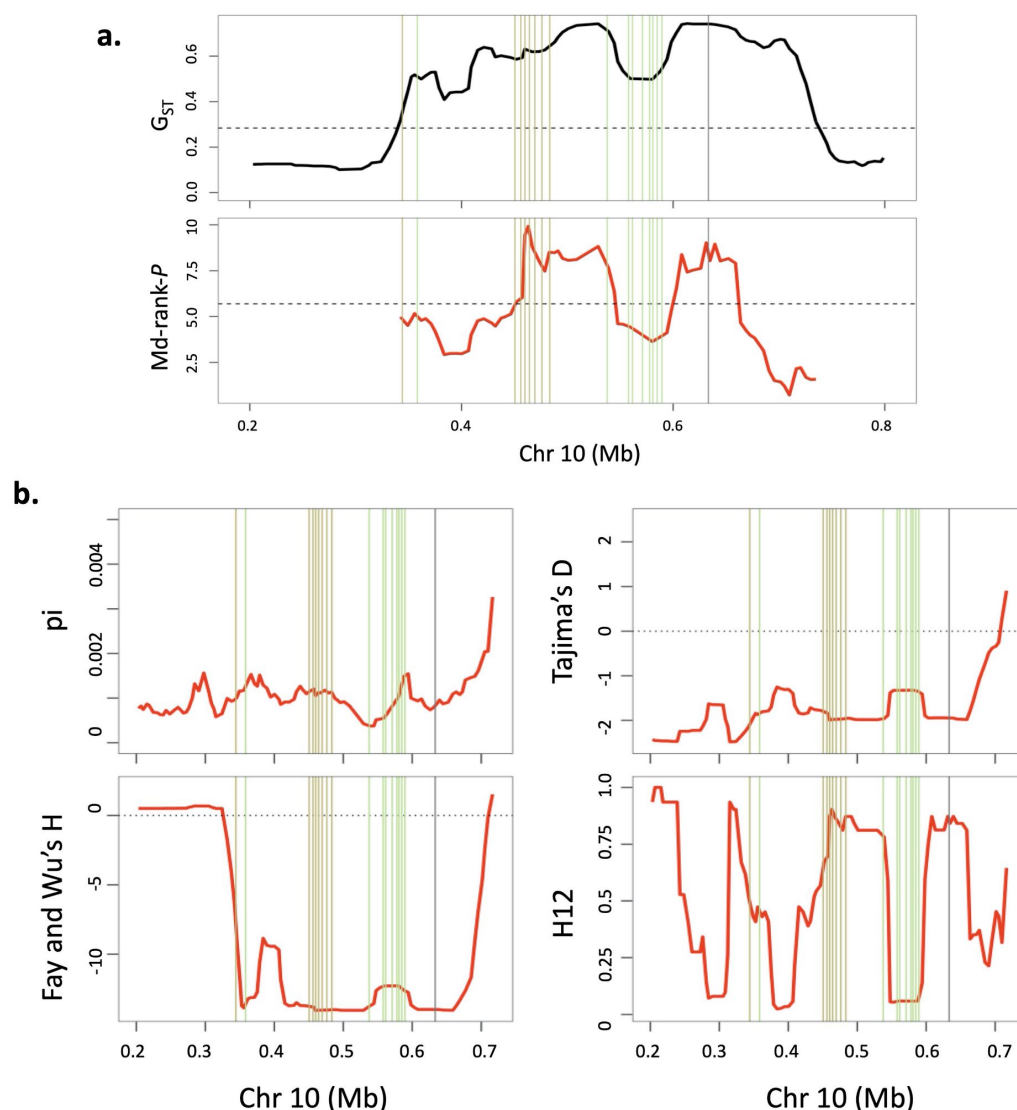 a.
G_ST
0.6
0.4
0.2
0.0
Md-rank-P
10
7.5
5.0
2.5
0.2 0.4 0.6 0.8
Chr 10 (Mb)
b.
pi
0.004
0.002
0
Tajima's D
2
1
0
-1
-2
Fay and Wu's H
0
-5
-10
0.2 0.3 0.4 0.5 0.6 0.7
Chr 10 (Mb)
H12
1.0
0.75
0.5
0.25
0
0.2 0.3 0.4 0.5 0.6 0.7
Chr 10 (Mb)